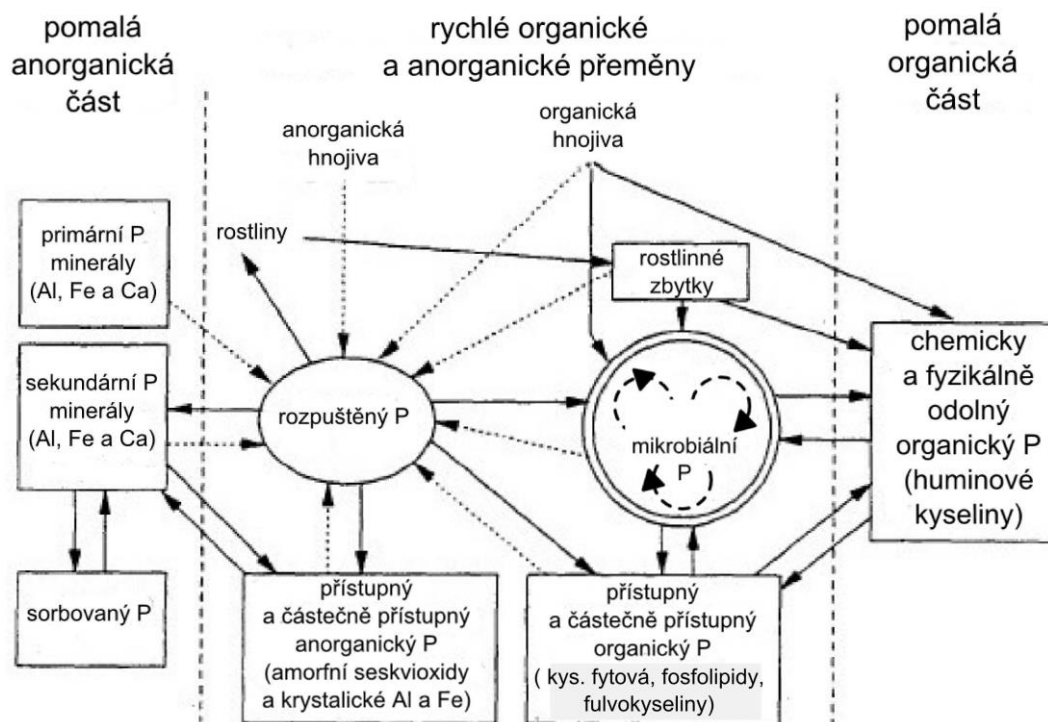 pomalá
anorganická
část
rychlé organické
a anorganické přeměny
pomalá
organická
část
anorganická
hnojiva
organická
hnojiva
primární P
minerály
(Al, Fe a Ca)
rostliny
rostlinné
zbytky
sekundární P
minerály
(Al, Fe a Ca)
rozpuštěný P
mikrobiální
P
chemicky
a fyzikálně
odolný
organický P
(huminové
kyseliny)
sorbovaný P
přístupný
a částečně přístupný
anorganický P
(amorfní seskvioxidy
a krystalické Al a Fe)
přístupný
a částečně přístupný
organický P
( kys. fytová, fosfolipidy,
fulvokyseliny)